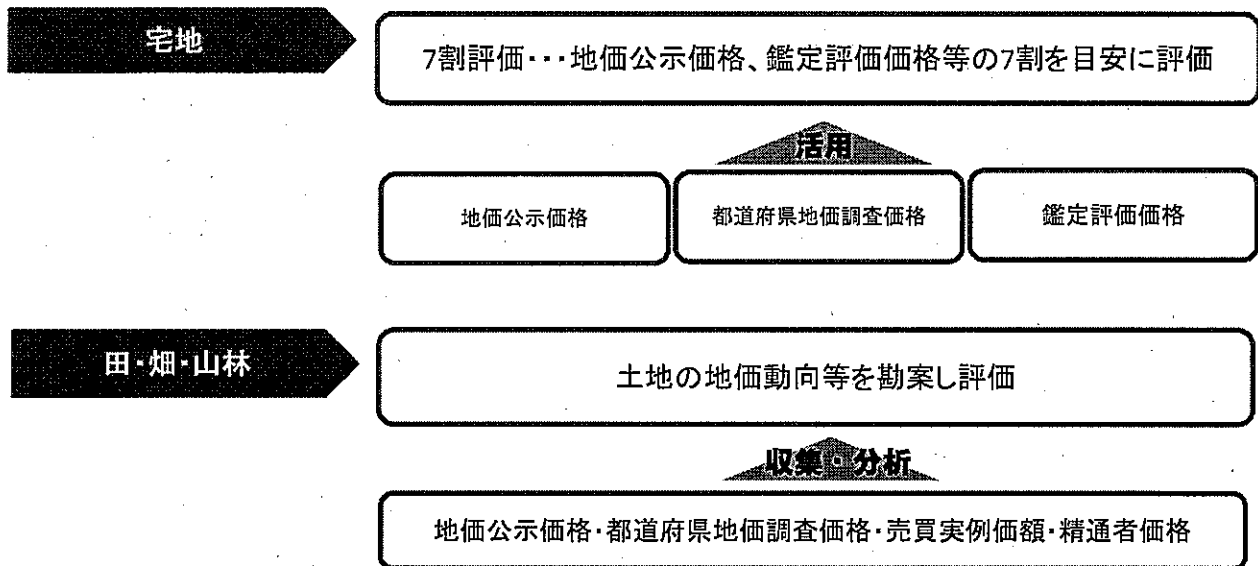 宅地
7割評価・・・地価公示価格、鑑定評価価格等の7割を目安に評価
活用
地価公示価格
都道府県地価調査価格
鑑定評価価格
田・畑・山林
土地の地価動向等を勘案し評価
収集・分析
地価公示価格・都道府県地価調査価格・売買実例価額・精通者価格